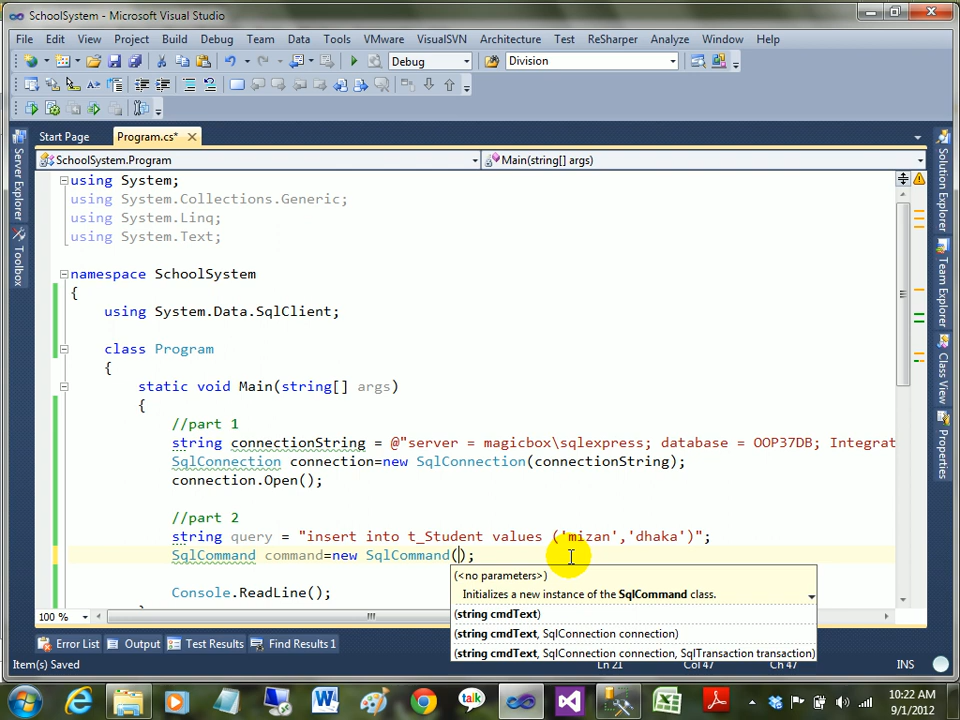 SchoolSystem - Microsoft Visual Studio
File Edit View Project Build Debug Team Data Tools VMware VisualSVN Architecture Test ReSharper Analyze Window Help
Debug Division
Start Page Program.cs*
SchoolSystem.Program Main(string[] args)
Server Explorer
Toolbox
Solution Explorer
Team Explorer
Class View
Properties
using System;
using System.Collections.Generic;
using System.Linq;
using System.Text;
namespace SchoolSystem
{
using System.Data.SqlClient;
class Program
{
static void Main(string[] args)
{
//part 1
string connectionString = @"server = magicbox\sqlexpress; database = OOP37DB; Integrat
SqlConnection connection=new SqlConnection(connectionString);
connection.Open();
//part 2
string query = "insert into t_Student values ('mizan','dhaka')";
SqlCommand command=new SqlCommand();
(<no parameters>)
Initializes a new instance of the SqlCommand class.
(string cmdText)
(string cmdText, SqlConnection connection)
(string cmdText, SqlConnection connection, SqlTransaction transaction)
Console.ReadLine();
100 %
Error List Output Test Results Find Results 1
Item(s) Saved Ln 21 Col 47 Ch 47 INS
talk
10:22 AM
9/1/2012